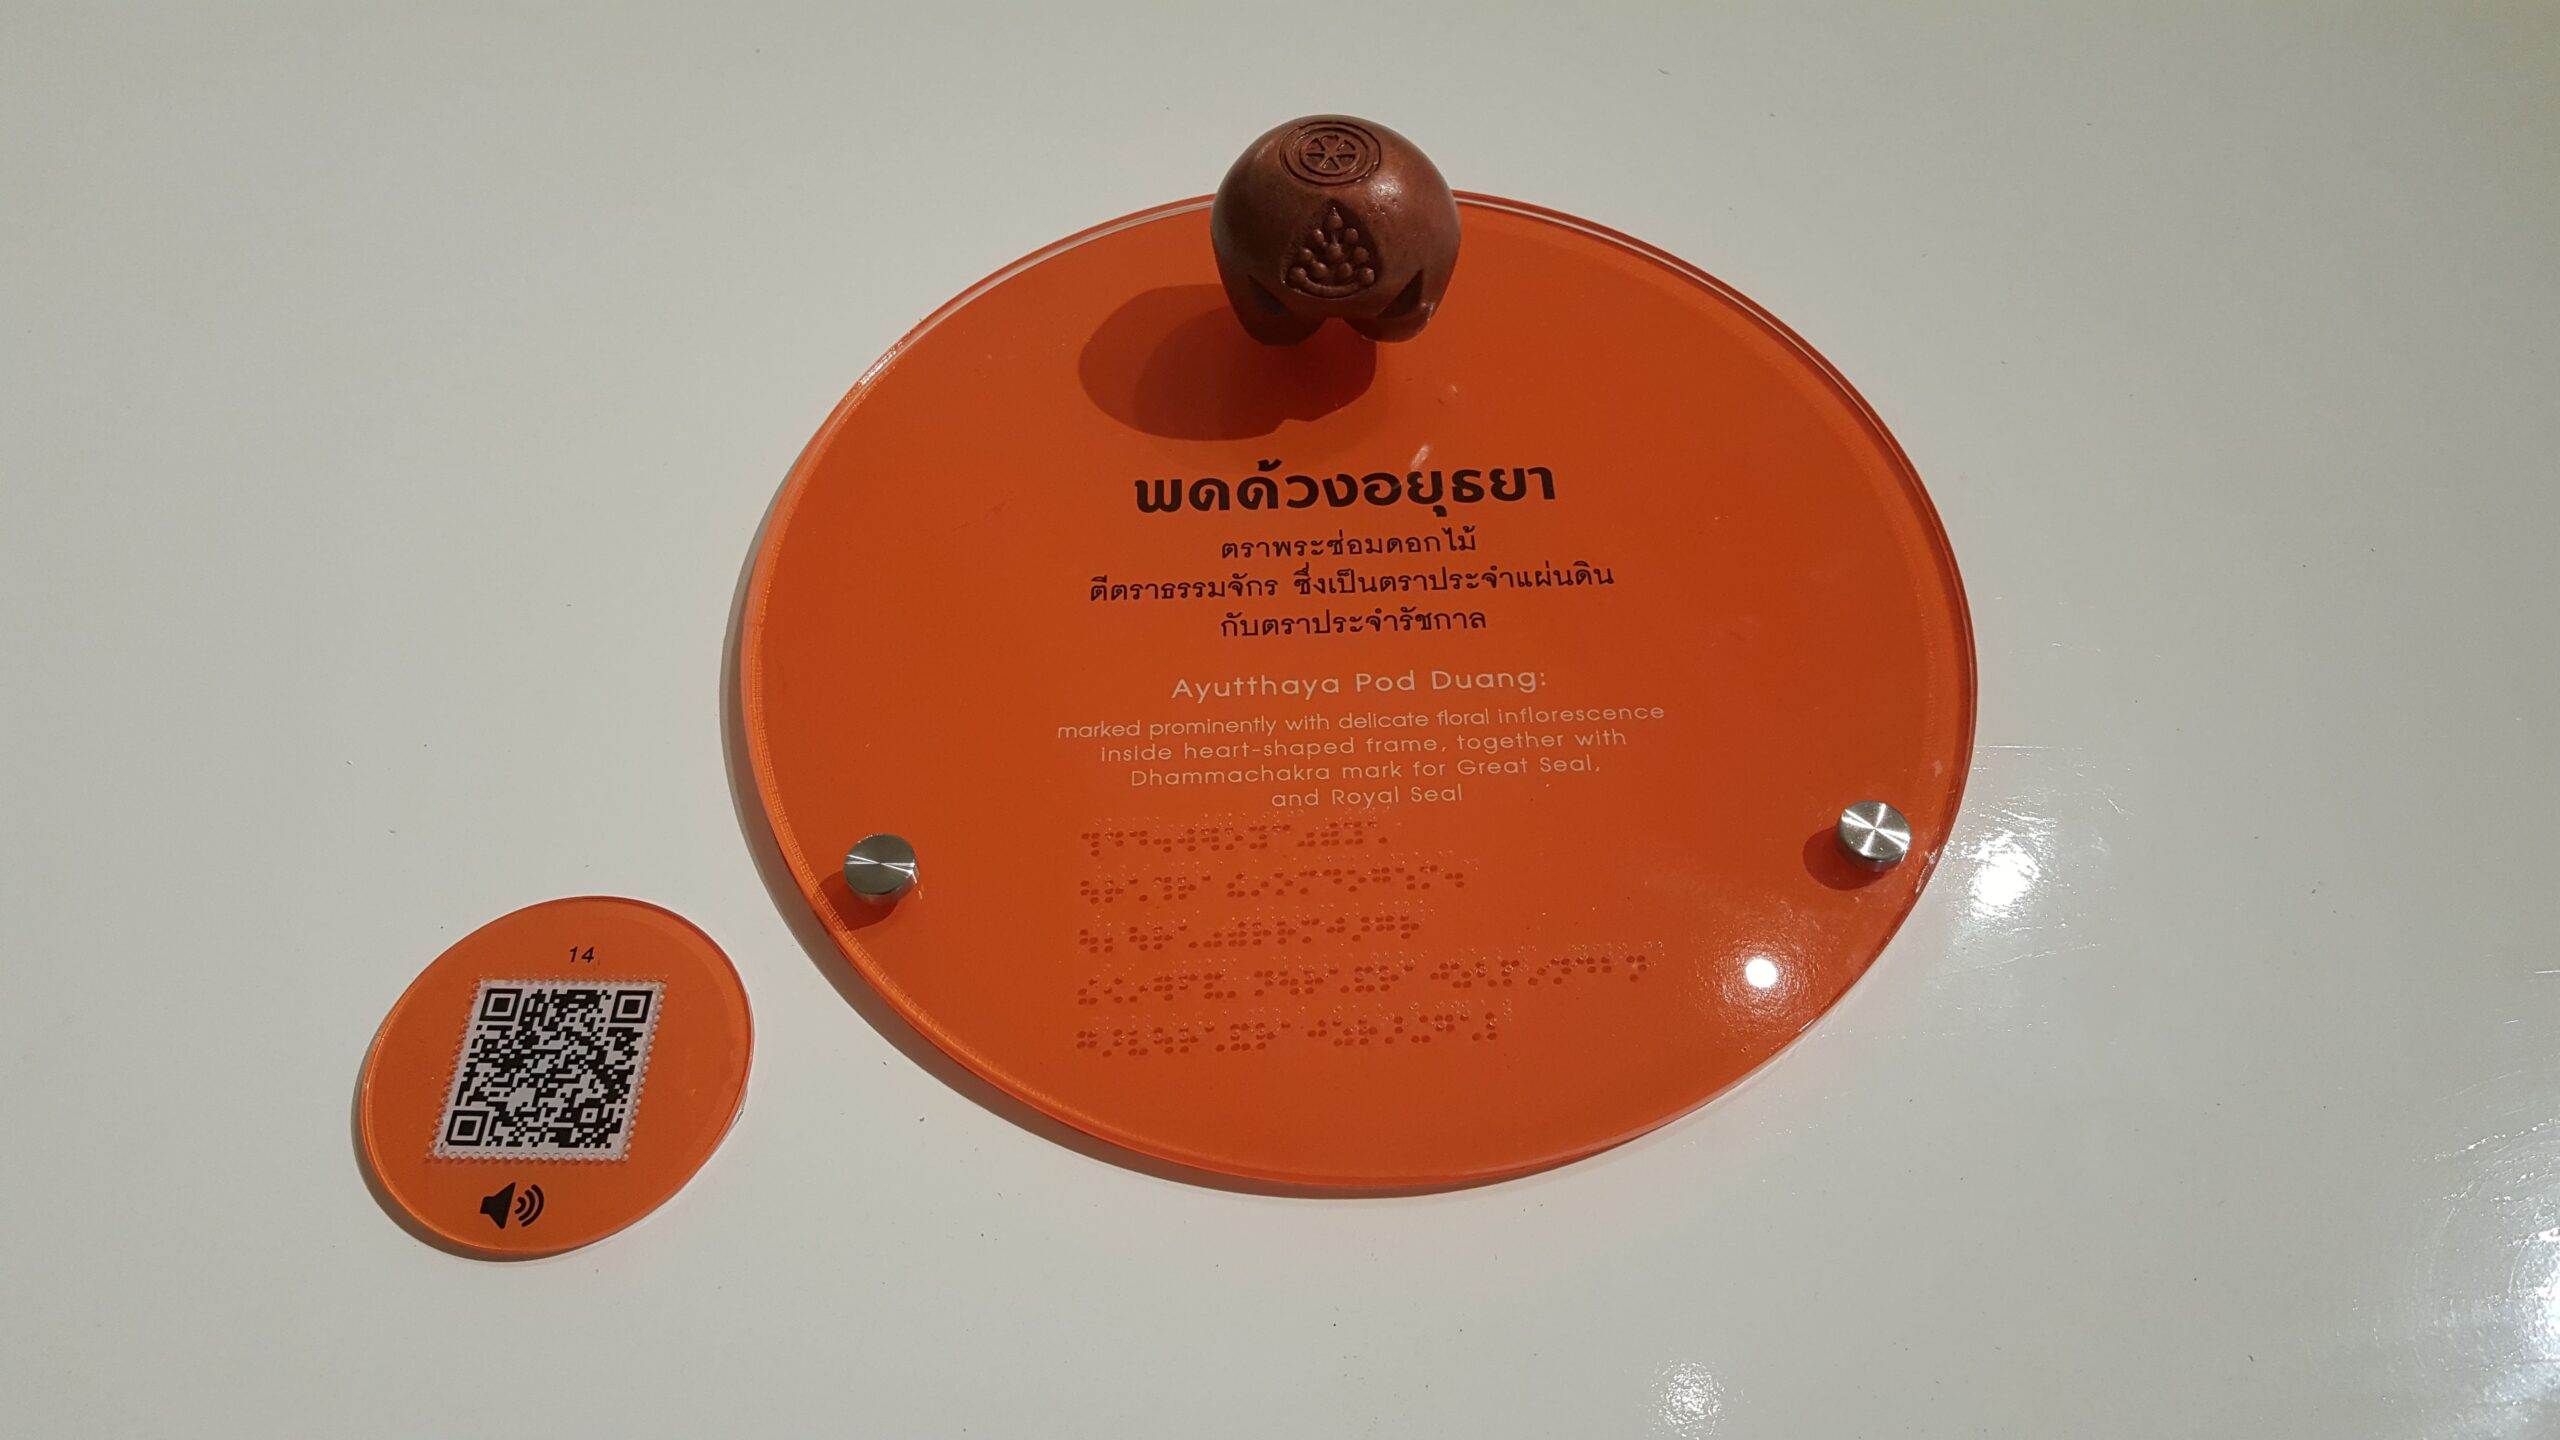 พดด้วงอยุธยา
ตราพระซ่อมดอกไม้
ตีตราธรรมจักร ซึ่งเป็นตราประจำแผ่นดิน
กับตราประจำรัชกาล
Ayutthaya Pod Duang:
marked prominently with delicate floral inflorescence
inside heart-shaped frame, together with
Dhammachakra mark for Great Seal,
and Royal Seal
14